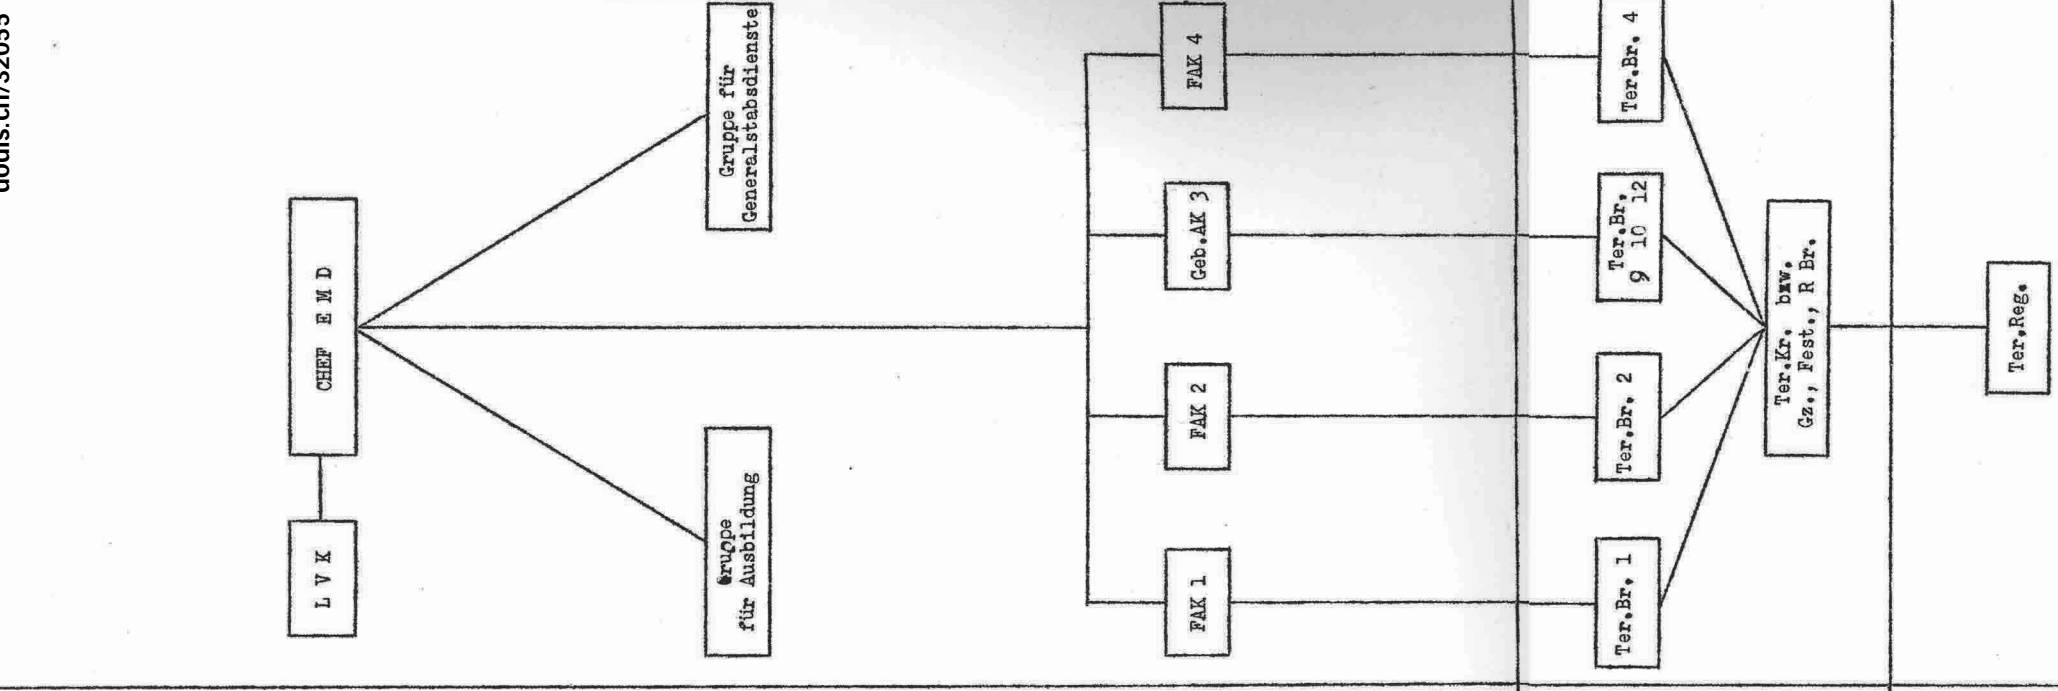 dodis.ch/32055
L V K
CHEF E M D
Gruppe
für Ausbildung
Gruppe für
Generalstabsdienste
FAK 1
FAK 2
Geb.AK 3
FAK 4
Ter.Br. 1
Ter.Br. 2
Ter.Br.
9 10 12
Ter.Br. 4
Ter.Kr. bzw.
Gz., Fest., R Br.
Ter.Reg.